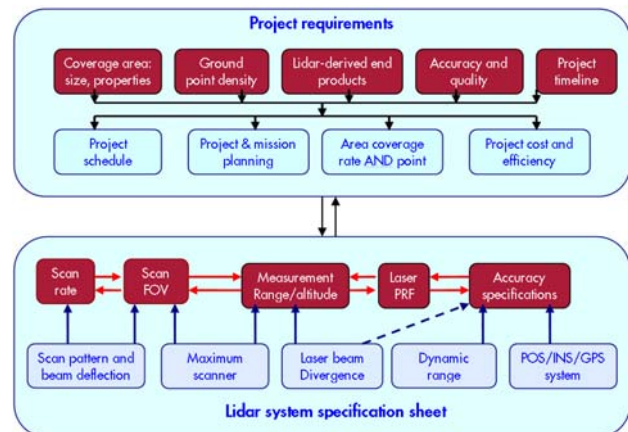 Project requirements
Coverage area:
size, properties
Ground
point density
Lidar-derived end
products
Accuracy and
quality
Project
timeline
Project
schedule
Project & mission
planning
Area coverage
rate AND point
Project cost and
efficiency
Scan
rate
Scan
FOV
Measurement
Range/altitude
Laser
PRF
Accuracy
specifications
Scan pattern and
beam deflection
Maximum
scanner
Laser beam
Divergence
Dynamic
range
POS/INS/GPS
system
Lidar system specification sheet